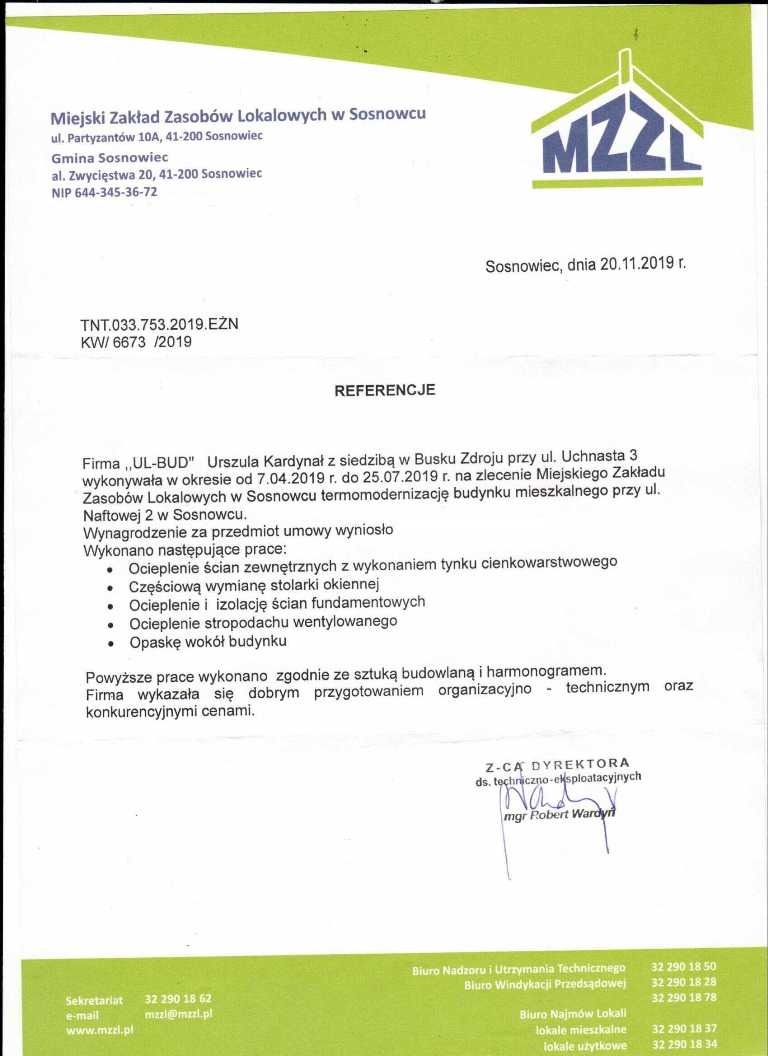 MZZL
Miejski Zakład Zasobów Lokalowych w Sosnowcu
ul. Partyzantów 10A, 41-200 Sosnowiec
Gmina Sosnowiec
al. Zwycięstwa 20, 41-200 Sosnowiec
NIP 644-345-36-72
Sosnowiec, dnia 20.11.2019 r.
TNT.033.753.2019.EŻN
KW/ 6673 /2019
REFERENCJE
Firma ,,UL-BUD" Urszula Kardynał z siedzibą w Busku Zdroju przy ul. Uchnasta 3
wykonywała w okresie od 7.04.2019 r. do 25.07.2019 r. na zlecenie Miejskiego Zakładu
Zasobów Lokalowych w Sosnowcu termomodernizację budynku mieszkalnego przy ul.
Naftowej 2 w Sosnowcu.
Wynagrodzenie za przedmiot umowy wyniosło
Wykonano następujące prace:
• Ocieplenie ścian zewnętrznych z wykonaniem tynku cienkowarstwowego
• Częściową wymianę stolarki okiennej
• Ocieplenie i izolację ścian fundamentowych
• Ocieplenie stropodachu wentylowanego
• Opaskę wokół budynku
Powyższe prace wykonano zgodnie ze sztuką budowlaną i harmonogramem.
Firma wykazała się dobrym przygotowaniem organizacyjno - technicznym oraz
konkurencyjnymi cenami.
Z-CA DYREKTORA
ds. techniczno-eksploatacyjnych
mgr Robert Wardyń
Sekretariat 32 290 18 62
e-mail mzzl@mzzl.pl
www.mzzl.pl
Biuro Nadzoru i Utrzymania Technicznego 32 290 18 50
Biuro Windykacji Przedsądowej 32 290 18 28
32 290 18 78
Biuro Najmów Lokali
lokale mieszkalne 32 290 18 37
lokale użytkowe 32 290 18 34